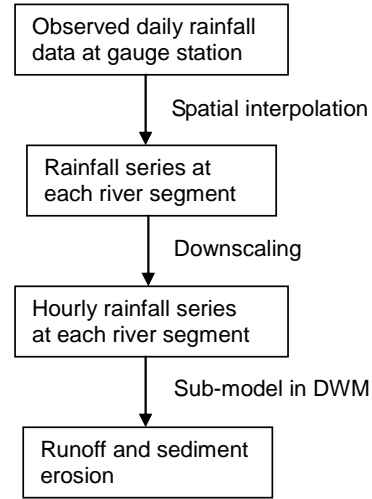 Observed daily rainfall
data at gauge station
Spatial interpolation
Rainfall series at
each river segment
Downscaling
Hourly rainfall series
at each river segment
Sub-model in DWM
Runoff and sediment
erosion